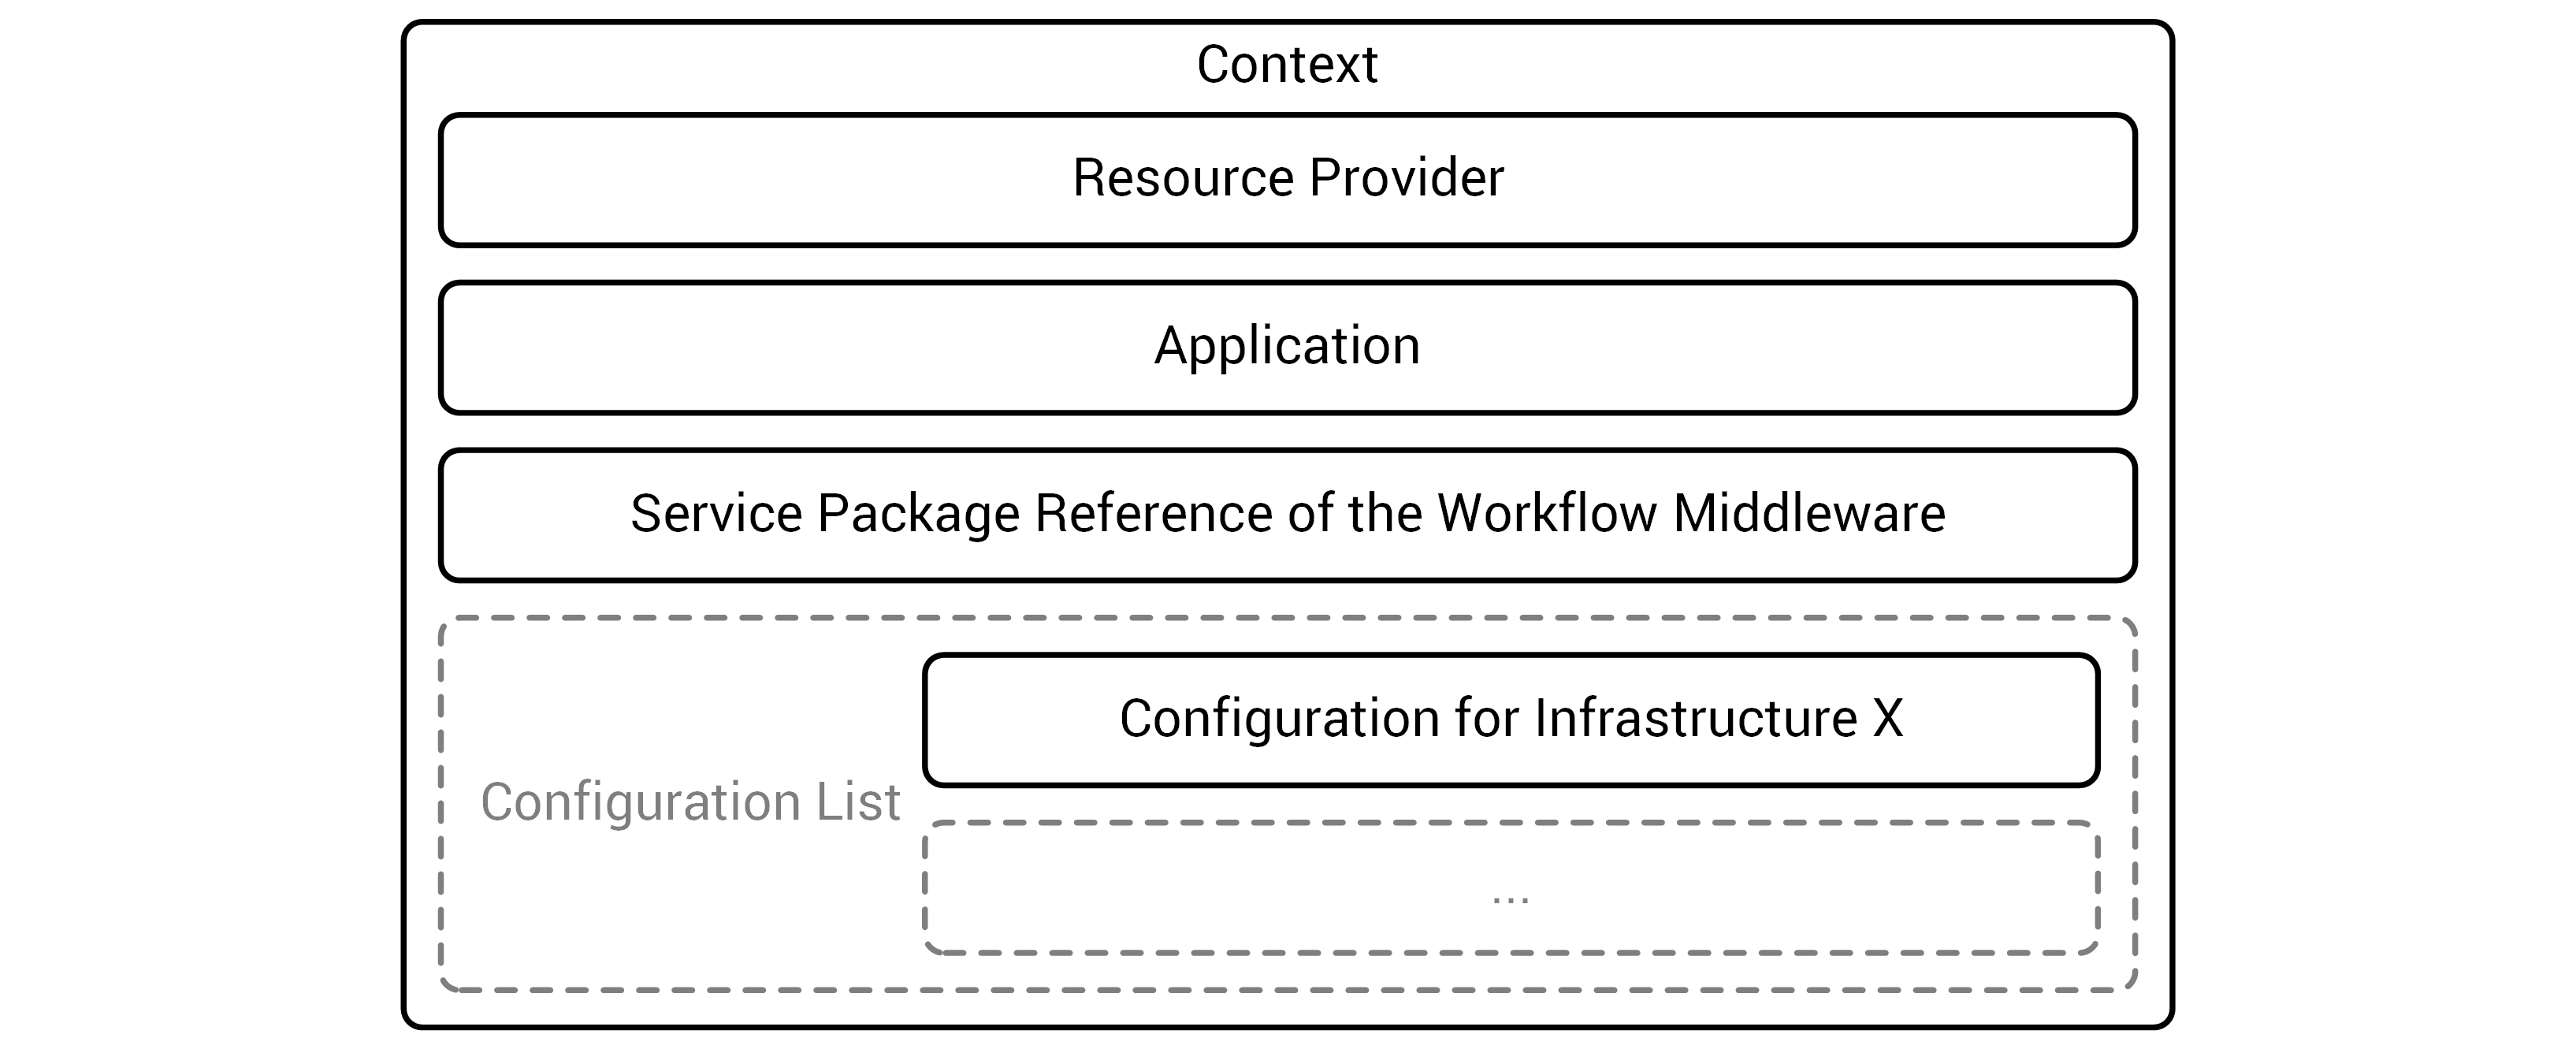 Context
Resource Provider
Application
Service Package Reference of the Workflow Middleware
Configuration for Infrastructure X
Configuration List
...